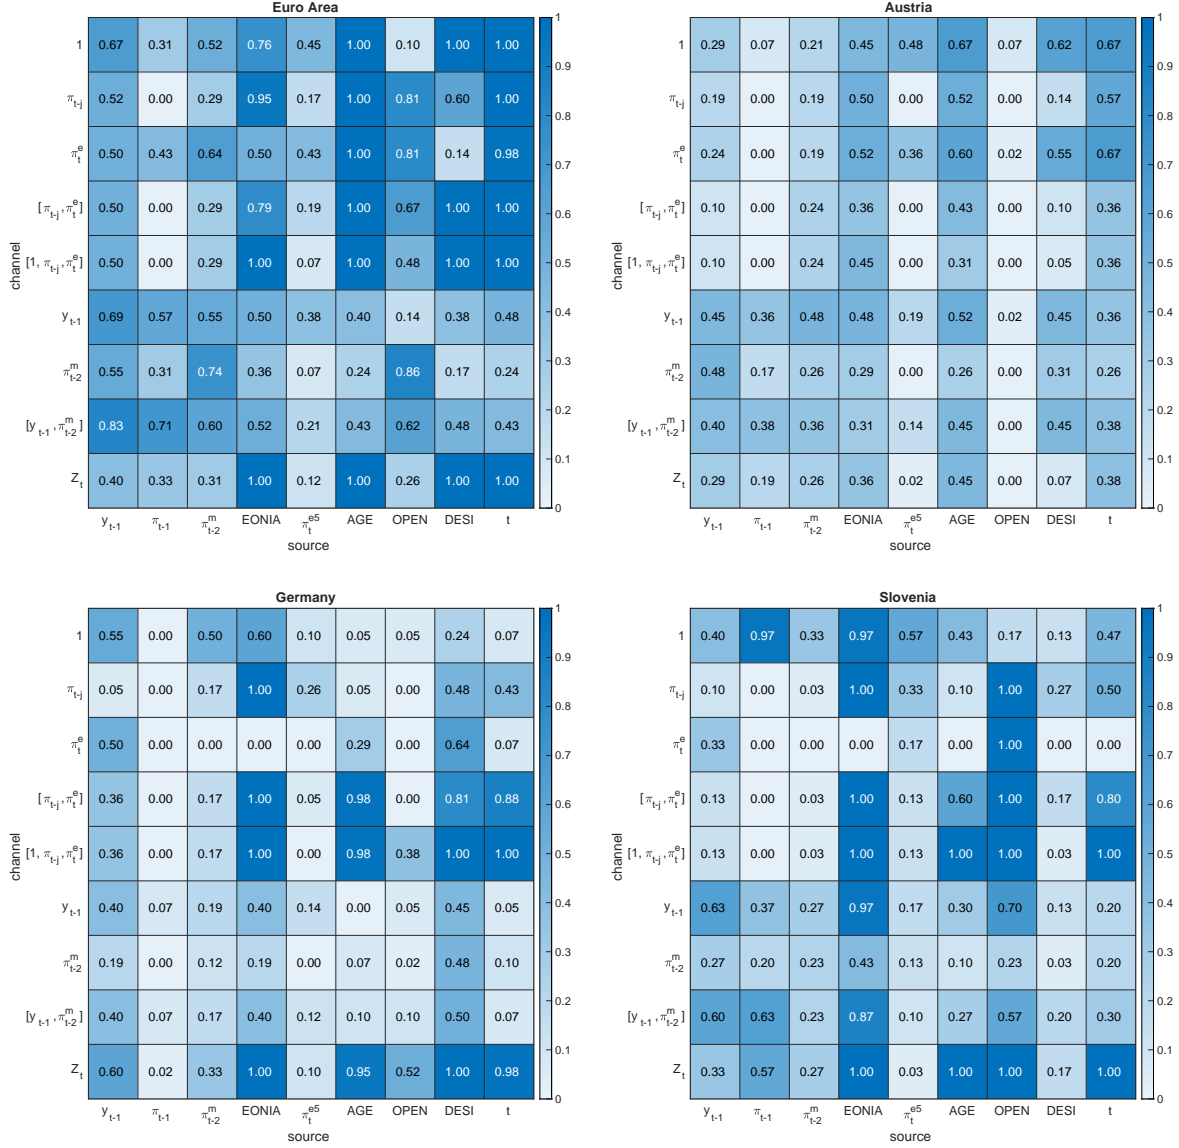 Euro Area
1 0.67 0.31 0.52 0.76 0.45 1.00 0.10 1.00 1.00
π_{t-j} 0.52 0.00 0.29 0.95 0.17 1.00 0.81 0.60 1.00
π_t^e 0.50 0.43 0.64 0.50 0.43 1.00 0.81 0.14 0.98
[π_{t-j}, π_t^e] 0.50 0.00 0.29 0.79 0.19 1.00 0.67 1.00 1.00
[1, π_{t-j}, π_t^e] 0.50 0.00 0.29 1.00 0.07 1.00 0.48 1.00 1.00
y_{t-1} 0.69 0.57 0.55 0.50 0.38 0.40 0.14 0.38 0.48
π_{t-2}^m 0.55 0.31 0.74 0.36 0.07 0.24 0.86 0.17 0.24
[y_{t-1}, π_{t-2}^m] 0.83 0.71 0.60 0.52 0.21 0.43 0.62 0.48 0.43
Z_t 0.40 0.33 0.31 1.00 0.12 1.00 0.26 1.00 1.00
y_{t-1} π_{t-1} π_{t-2}^m EONIA π_t^{e5} AGE OPEN DESI t
source
channel
1
0.9
0.8
0.7
0.6
0.5
0.4
0.3
0.2
0.1
0
Austria
1 0.29 0.07 0.21 0.45 0.48 0.67 0.07 0.62 0.67
π_{t-j} 0.19 0.00 0.19 0.50 0.00 0.52 0.00 0.14 0.57
π_t^e 0.24 0.00 0.19 0.52 0.36 0.60 0.02 0.55 0.67
[π_{t-j}, π_t^e] 0.10 0.00 0.24 0.36 0.00 0.43 0.00 0.10 0.36
[1, π_{t-j}, π_t^e] 0.10 0.00 0.24 0.45 0.00 0.31 0.00 0.05 0.36
y_{t-1} 0.45 0.36 0.48 0.48 0.19 0.52 0.02 0.45 0.36
π_{t-2}^m 0.48 0.17 0.26 0.29 0.00 0.26 0.00 0.31 0.26
[y_{t-1}, π_{t-2}^m] 0.40 0.38 0.36 0.31 0.14 0.45 0.00 0.45 0.38
Z_t 0.29 0.19 0.26 0.36 0.02 0.45 0.00 0.07 0.38
y_{t-1} π_{t-1} π_{t-2}^m EONIA π_t^{e5} AGE OPEN DESI t
source
channel
1
0.9
0.8
0.7
0.6
0.5
0.4
0.3
0.2
0.1
0
Germany
1 0.55 0.00 0.50 0.60 0.10 0.05 0.05 0.24 0.07
π_{t-j} 0.05 0.00 0.17 1.00 0.26 0.05 0.00 0.48 0.43
π_t^e 0.50 0.00 0.00 0.00 0.00 0.29 0.00 0.64 0.07
[π_{t-j}, π_t^e] 0.36 0.00 0.17 1.00 0.05 0.98 0.00 0.81 0.88
[1, π_{t-j}, π_t^e] 0.36 0.00 0.17 1.00 0.00 0.98 0.38 1.00 1.00
y_{t-1} 0.40 0.07 0.19 0.40 0.14 0.00 0.05 0.45 0.05
π_{t-2}^m 0.19 0.00 0.12 0.19 0.00 0.07 0.02 0.48 0.10
[y_{t-1}, π_{t-2}^m] 0.40 0.07 0.17 0.40 0.12 0.10 0.10 0.50 0.07
Z_t 0.60 0.02 0.33 1.00 0.10 0.95 0.52 1.00 0.98
y_{t-1} π_{t-1} π_{t-2}^m EONIA π_t^{e5} AGE OPEN DESI t
source
channel
1
0.9
0.8
0.7
0.6
0.5
0.4
0.3
0.2
0.1
0
Slovenia
1 0.40 0.97 0.33 0.97 0.57 0.43 0.17 0.13 0.47
π_{t-j} 0.10 0.00 0.03 1.00 0.33 0.10 1.00 0.27 0.50
π_t^e 0.33 0.00 0.00 0.00 0.17 0.00 1.00 0.00 0.00
[π_{t-j}, π_t^e] 0.13 0.00 0.03 1.00 0.13 0.60 1.00 0.17 0.80
[1, π_{t-j}, π_t^e] 0.13 0.00 0.03 1.00 0.13 1.00 1.00 0.03 1.00
y_{t-1} 0.63 0.37 0.27 0.97 0.17 0.30 0.70 0.13 0.20
π_{t-2}^m 0.27 0.20 0.23 0.43 0.13 0.10 0.23 0.03 0.20
[y_{t-1}, π_{t-2}^m] 0.60 0.63 0.23 0.87 0.10 0.27 0.57 0.20 0.30
Z_t 0.33 0.57 0.27 1.00 0.03 1.00 1.00 0.17 1.00
y_{t-1} π_{t-1} π_{t-2}^m EONIA π_t^{e5} AGE OPEN DESI t
source
channel
1
0.9
0.8
0.7
0.6
0.5
0.4
0.3
0.2
0.1
0